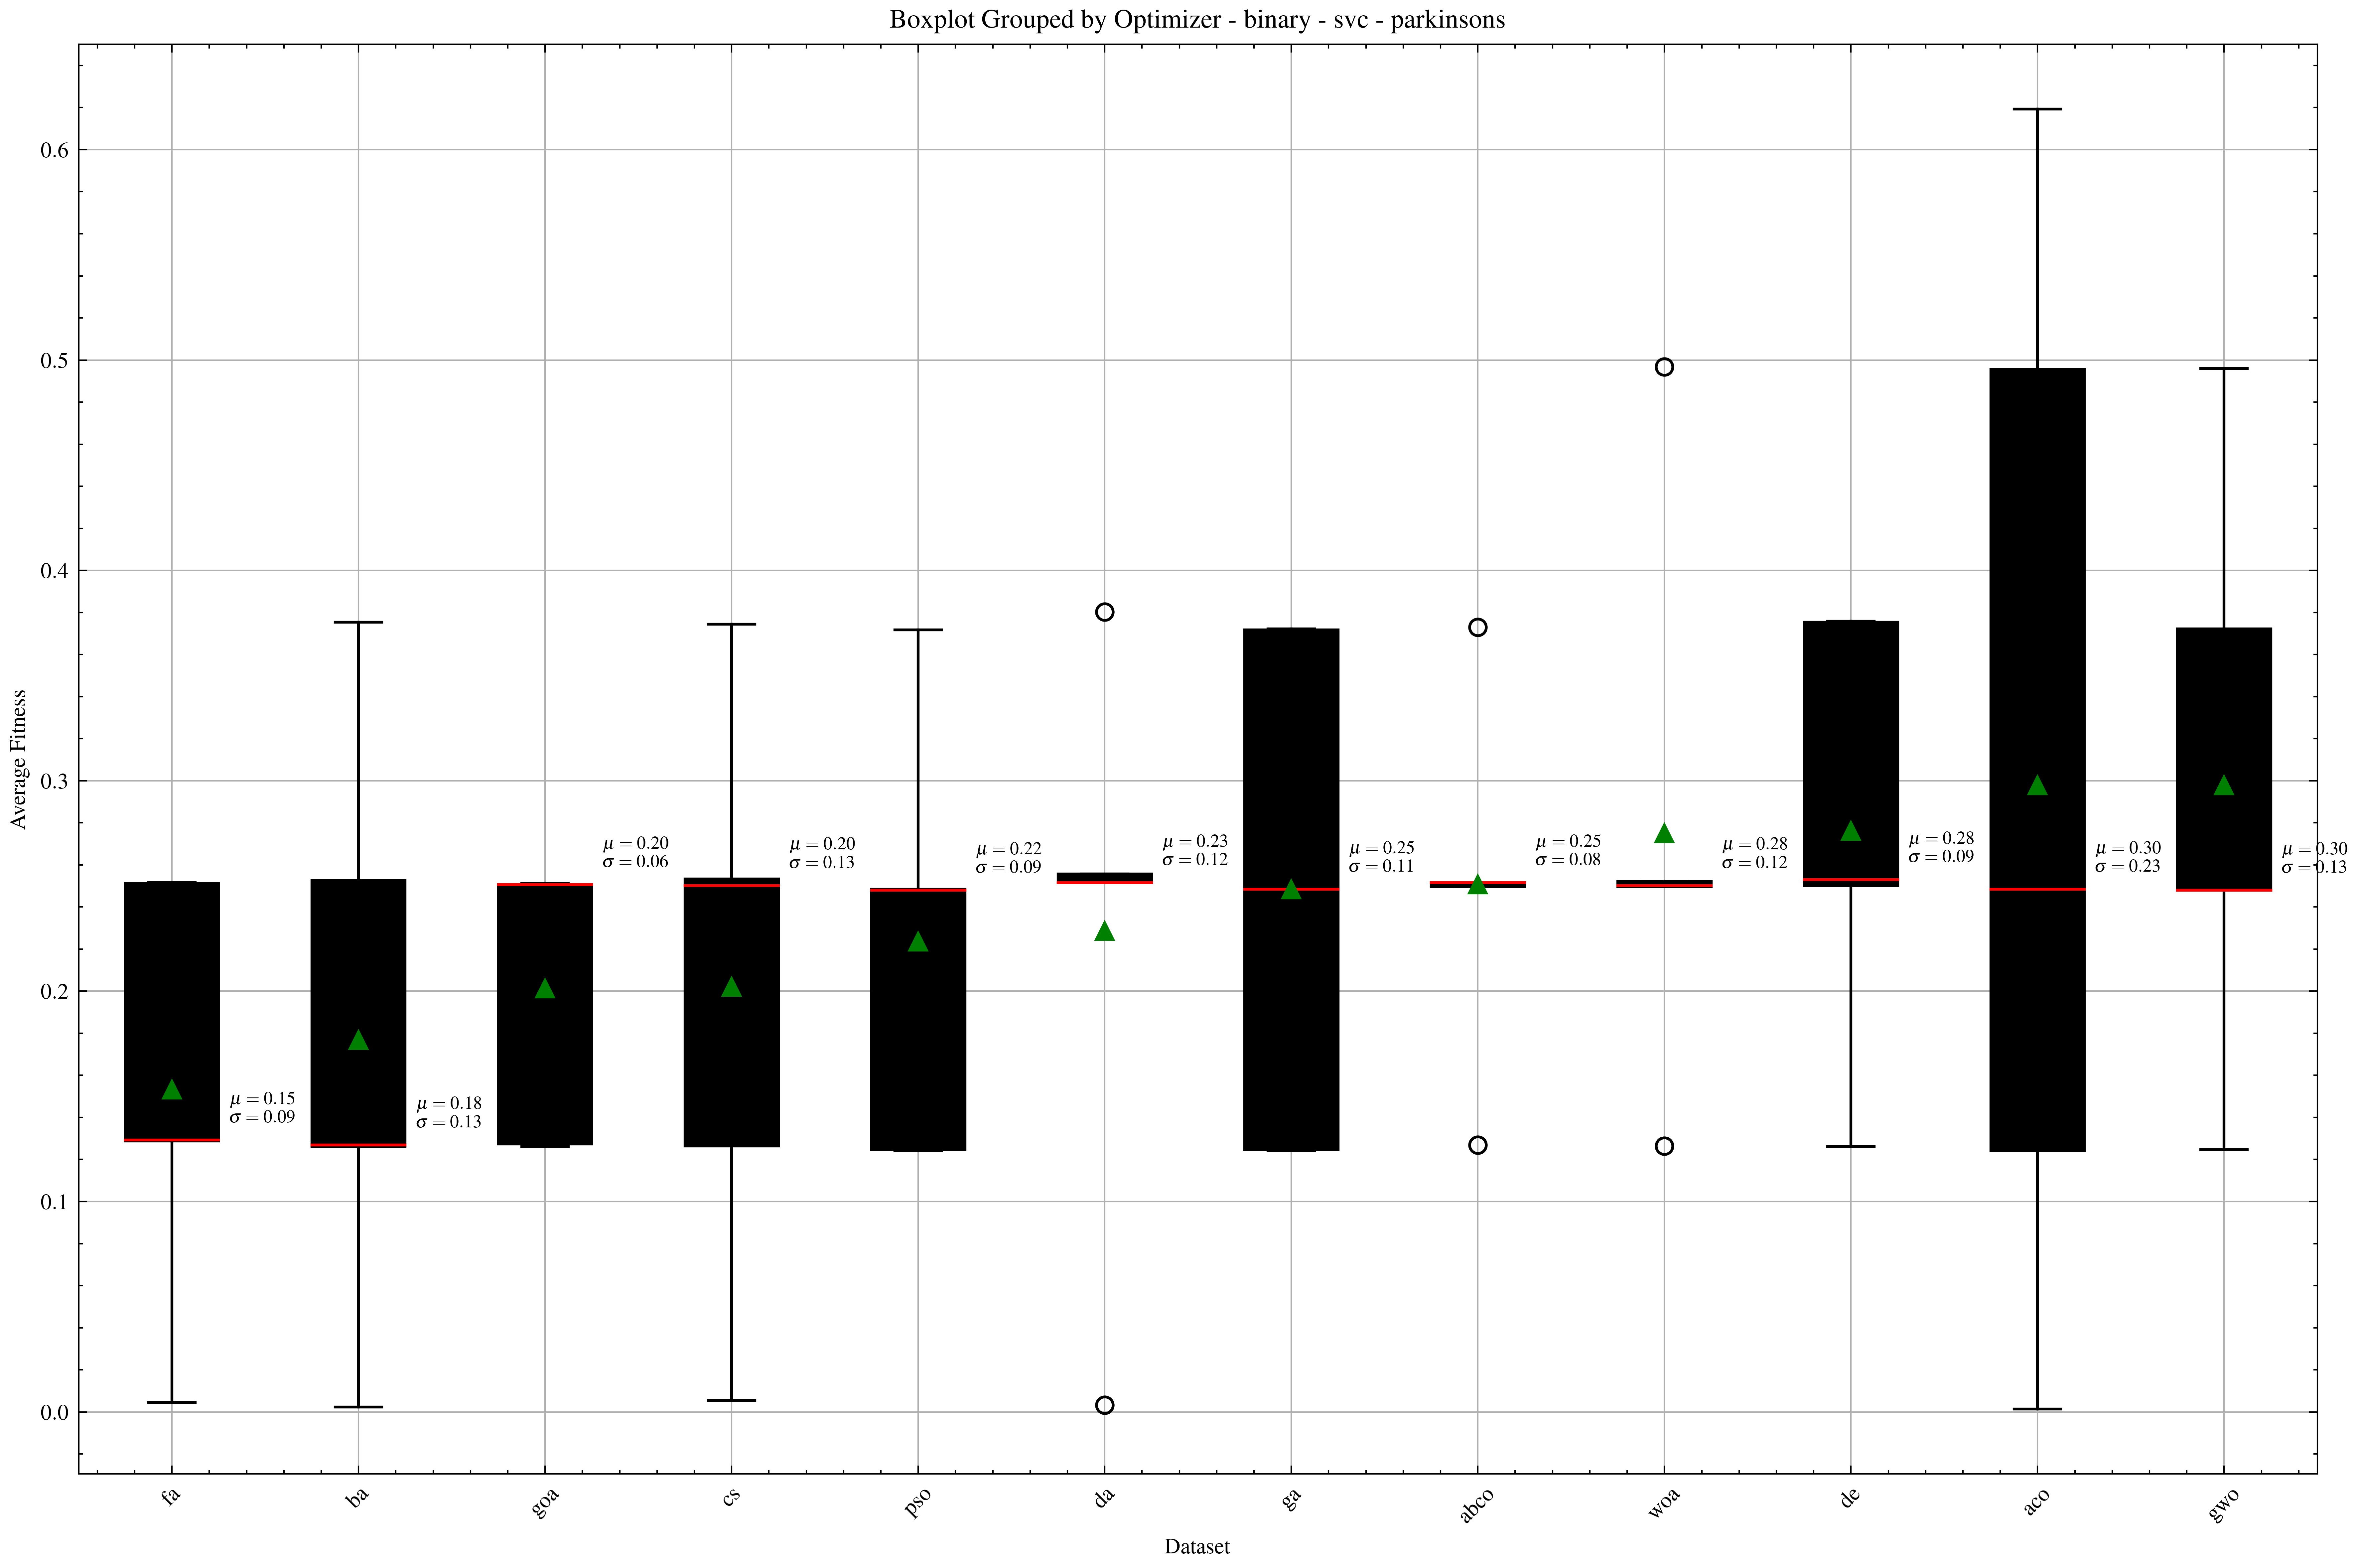 Boxplot Grouped by Optimizer - binary - svc - parkinsons
Average Fitness
0.6
0.5
0.4
0.3
0.2
0.1
0.0
μ = 0.15
σ = 0.09
μ = 0.18
σ = 0.13
μ = 0.20
σ = 0.06
μ = 0.20
σ = 0.13
μ = 0.22
σ = 0.09
μ = 0.23
σ = 0.12
μ = 0.25
σ = 0.11
μ = 0.25
σ = 0.08
μ = 0.28
σ = 0.12
μ = 0.28
σ = 0.09
μ = 0.30
σ = 0.23
μ = 0.30
σ = 0.13
fa
ba
goa
cs
pso
da
ga
abco
woa
de
aco
gwo
Dataset